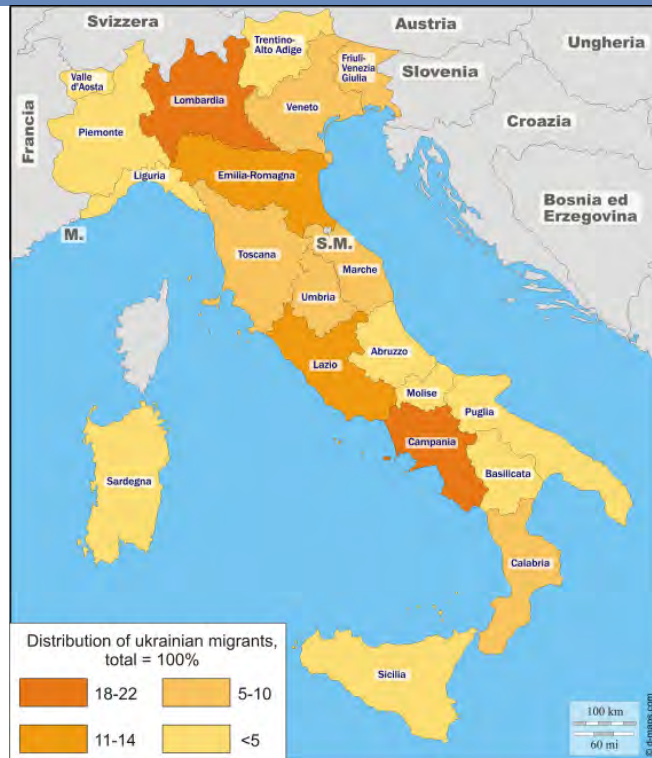 Svizzera
Austria
Ungheria
Trentino-
Alto Adige
Friuli-
Venezia
Giulia
Slovenia
Valle
d'Aosta
Lombardia
Veneto
Croazia
Francia
Piemonte
Emilia-Romagna
Liguria
Bosnia ed
Erzegovina
M.
S.M.
Toscana
Marche
Umbria
Abruzzo
Lazio
Molise
Puglia
Campania
Basilicata
Sardegna
Calabria
Sicilia
Distribution of ukrainian migrants,
total = 100%
18-22
5-10
11-14
<5
100 km
60 mi
© d-maps.com